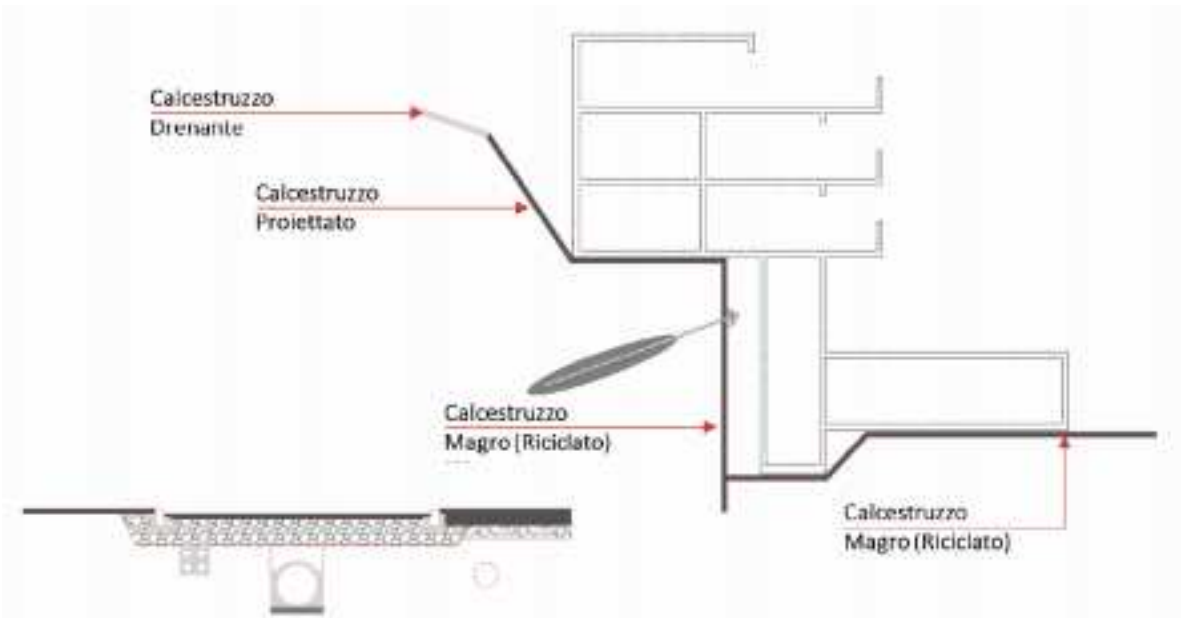 Calcestruzzo
Drenante
Calcestruzzo
Proiettato
Calcestruzzo
Magro (Riciclato)
Calcestruzzo
Magro (Riciclato)